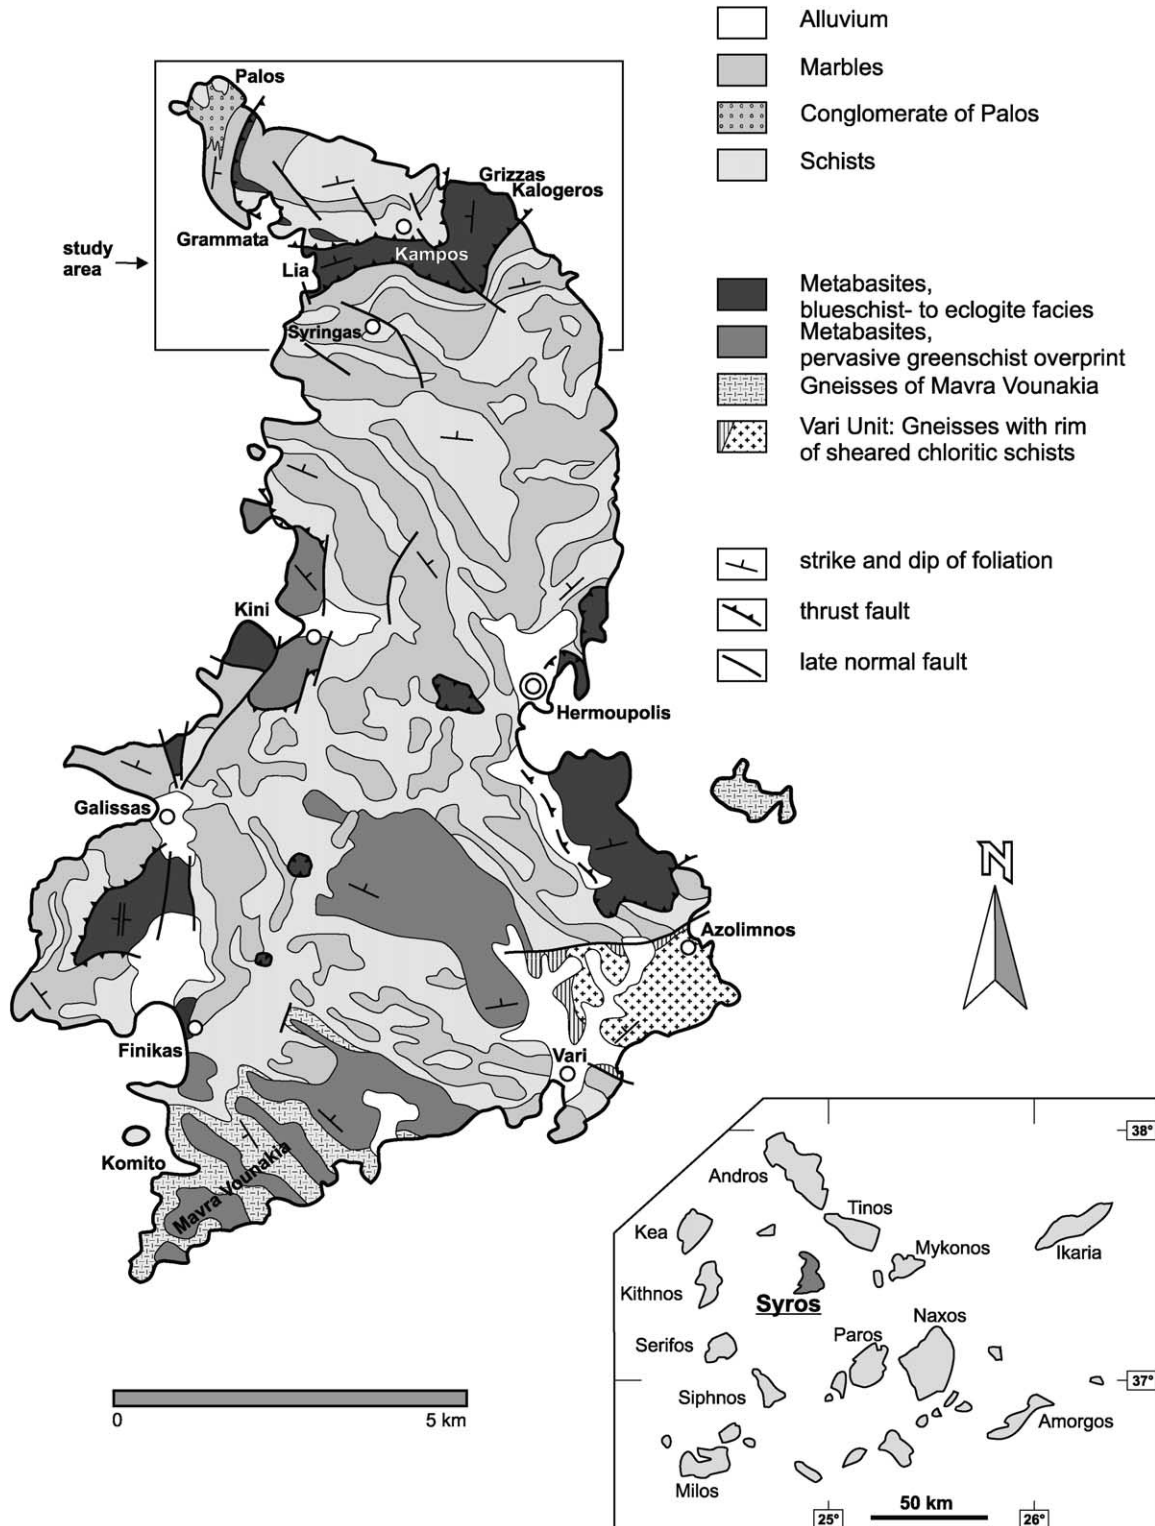 Alluvium
Marbles
Conglomerate of Palos
Schists
Metabasites,
blueschist- to eclogite facies
Metabasites,
pervasive greenschist overprint
Gneisses of Mavra Vounakia
Vari Unit: Gneisses with rim
of sheared chloritic schists
strike and dip of foliation
thrust fault
late normal fault
Palos
Grizzas
Kalogeros
Grammata
study
area
Kampos
Lia
Syringas
Kini
Hermoupolis
Galissas
Azolimnos
Finikas
Vari
Komito
Mavra Vounakia
N
0
5 km
38°
Andros
Tinos
Kea
Mykonos
Ikaria
Kithnos
Syros
Naxos
Serifos
Paros
37°
Siphnos
Amorgos
Milos
50 km
25°
26°